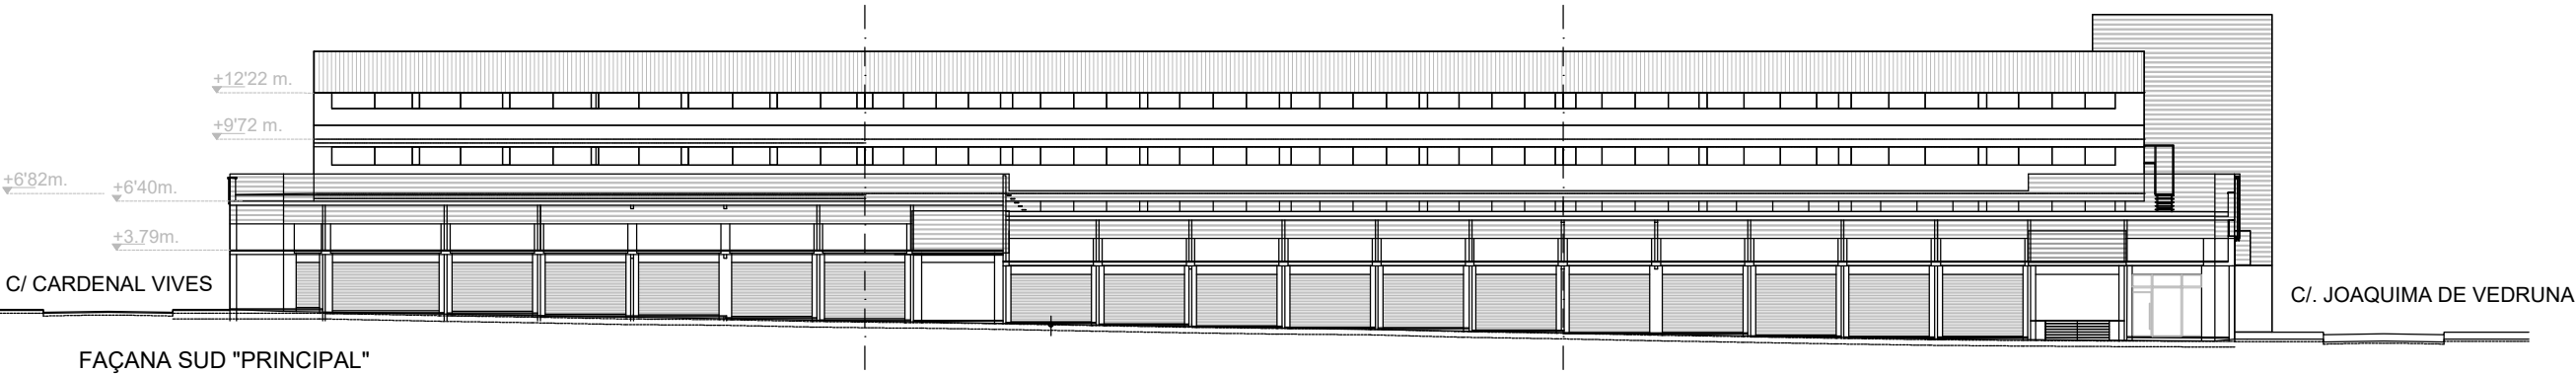 +12'22 m.
+9'72 m.
+6'82m.
+6'40m.
+3.79m.
C/ CARDENAL VIVES
C/. JOAQUIMA DE VEDRUNA
FAÇANA SUD "PRINCIPAL"